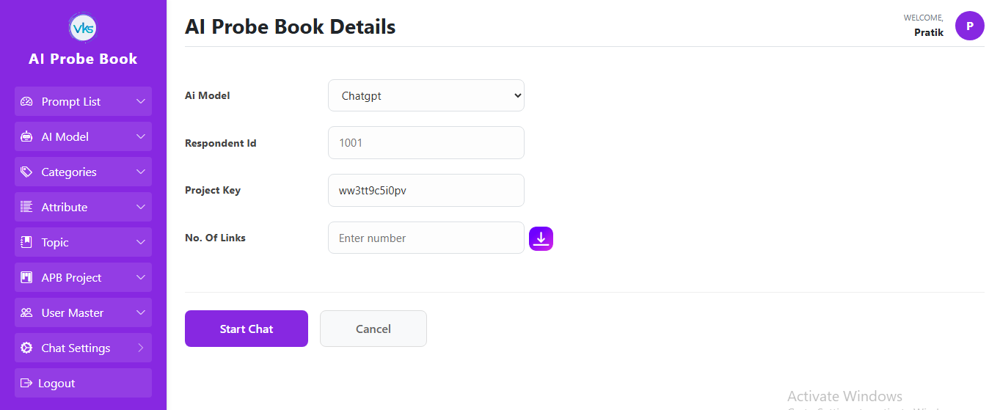 vks
AI Probe Book
Prompt List
AI Model
Categories
Attribute
Topic
APB Project
User Master
Chat Settings
Logout
AI Probe Book Details
WELCOME,
Pratik
P
Ai Model
Chatgpt
Respondent Id
1001
Project Key
ww3tt9c5i0pv
No. Of Links
Enter number
Start Chat
Cancel
Activate Windows